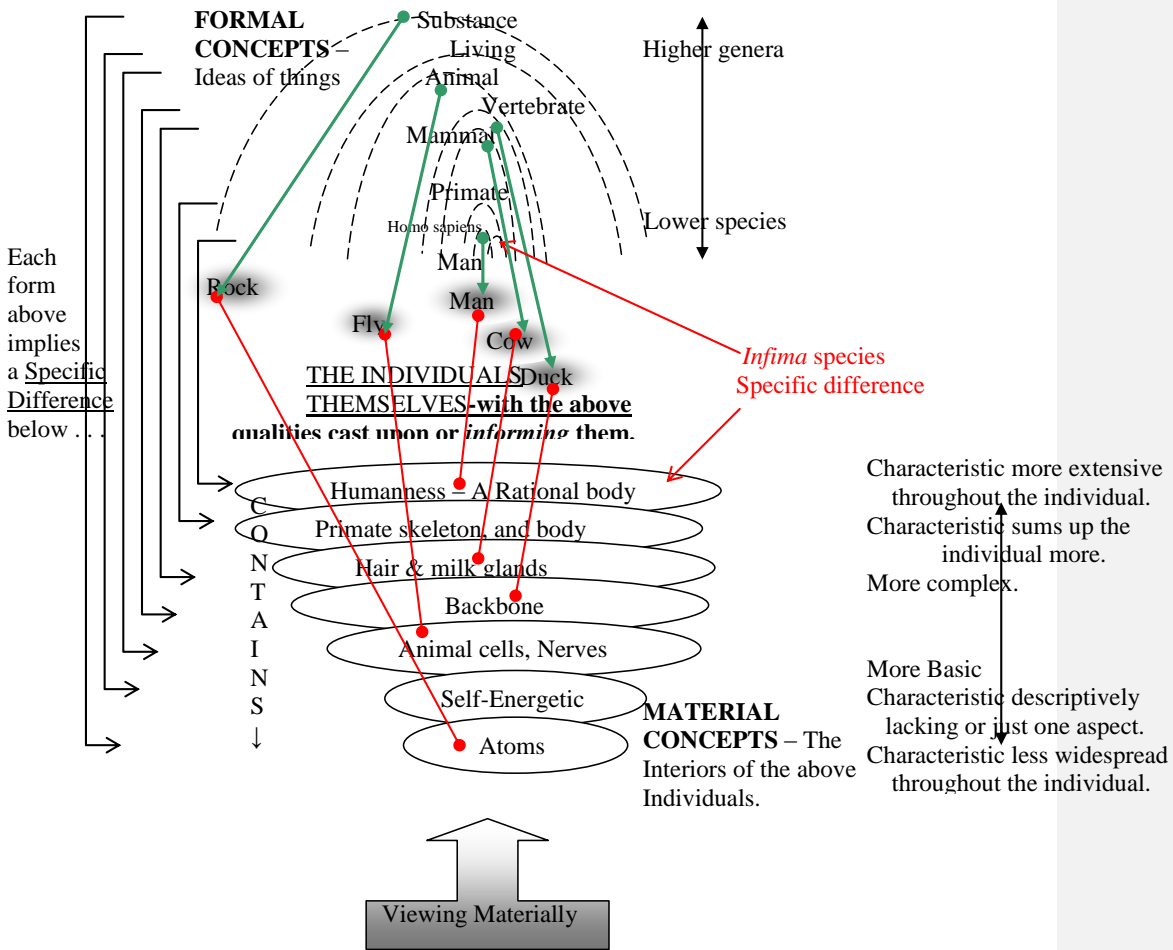 FORMAL
CONCEPTS –
Ideas of things
Substance
Living
Animal
Vertebrate
Mammal
Primate
Homo sapiens
Man
Higher genera
Lower species
Each
form
above
implies
a Specific
Difference
below . . .
Rock
Fly
Man
Cow
Duck
THE INDIVIDUALS
THEMSELVES-with the above
qualities cast upon or informing them.
Infima species
Specific difference
CONTAINS↓
Humanness – A Rational body
Primate skeleton, and body
Hair & milk glands
Backbone
Animal cells, Nerves
Self-Energetic
Atoms
MATERIAL
CONCEPTS – The
Interiors of the above
Individuals.
Characteristic more extensive
throughout the individual.
Characteristic sums up the
individual more.
More complex.
More Basic
Characteristic descriptively
lacking or just one aspect.
Characteristic less widespread
throughout the individual.
Viewing Materially